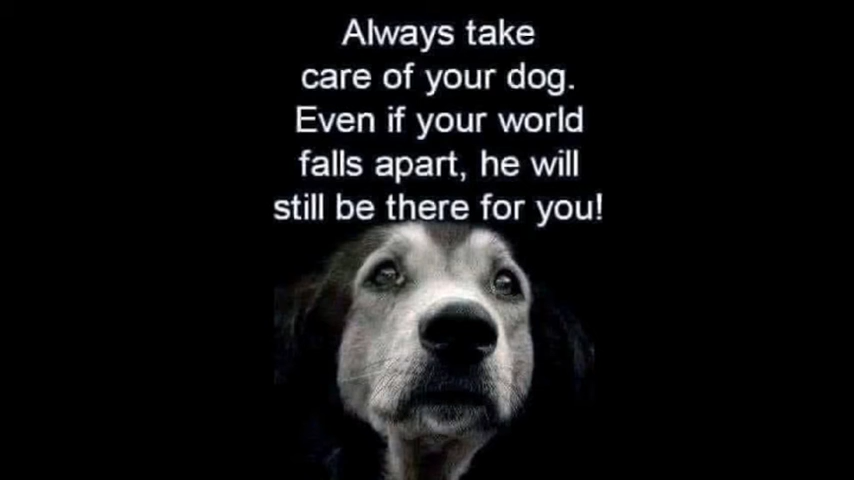 Always take
care of your dog.
Even if your world
falls apart, he will
still be there for you!